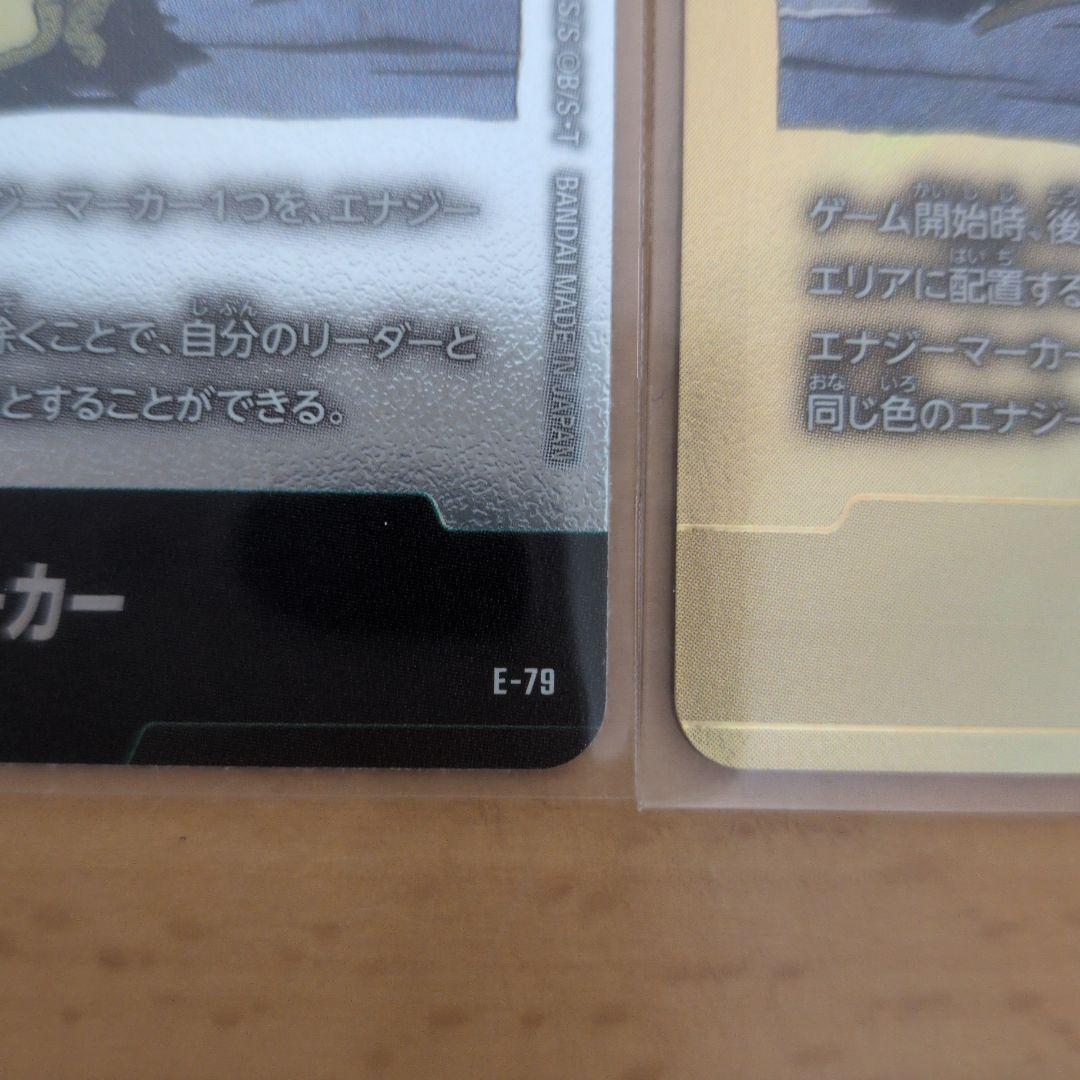 ジーマーカー1つを、エナジー
じぶん
除くことで、自分のリーダーと
とすることができる。
S/S ©B/S・T BANDAI MADE IN JAPAN
ーカー
E-79
かいしじ
ゲーム開始時、後
はいち
エリアに配置する
エナジーマーカー
おな いろ
同じ色のエナジー